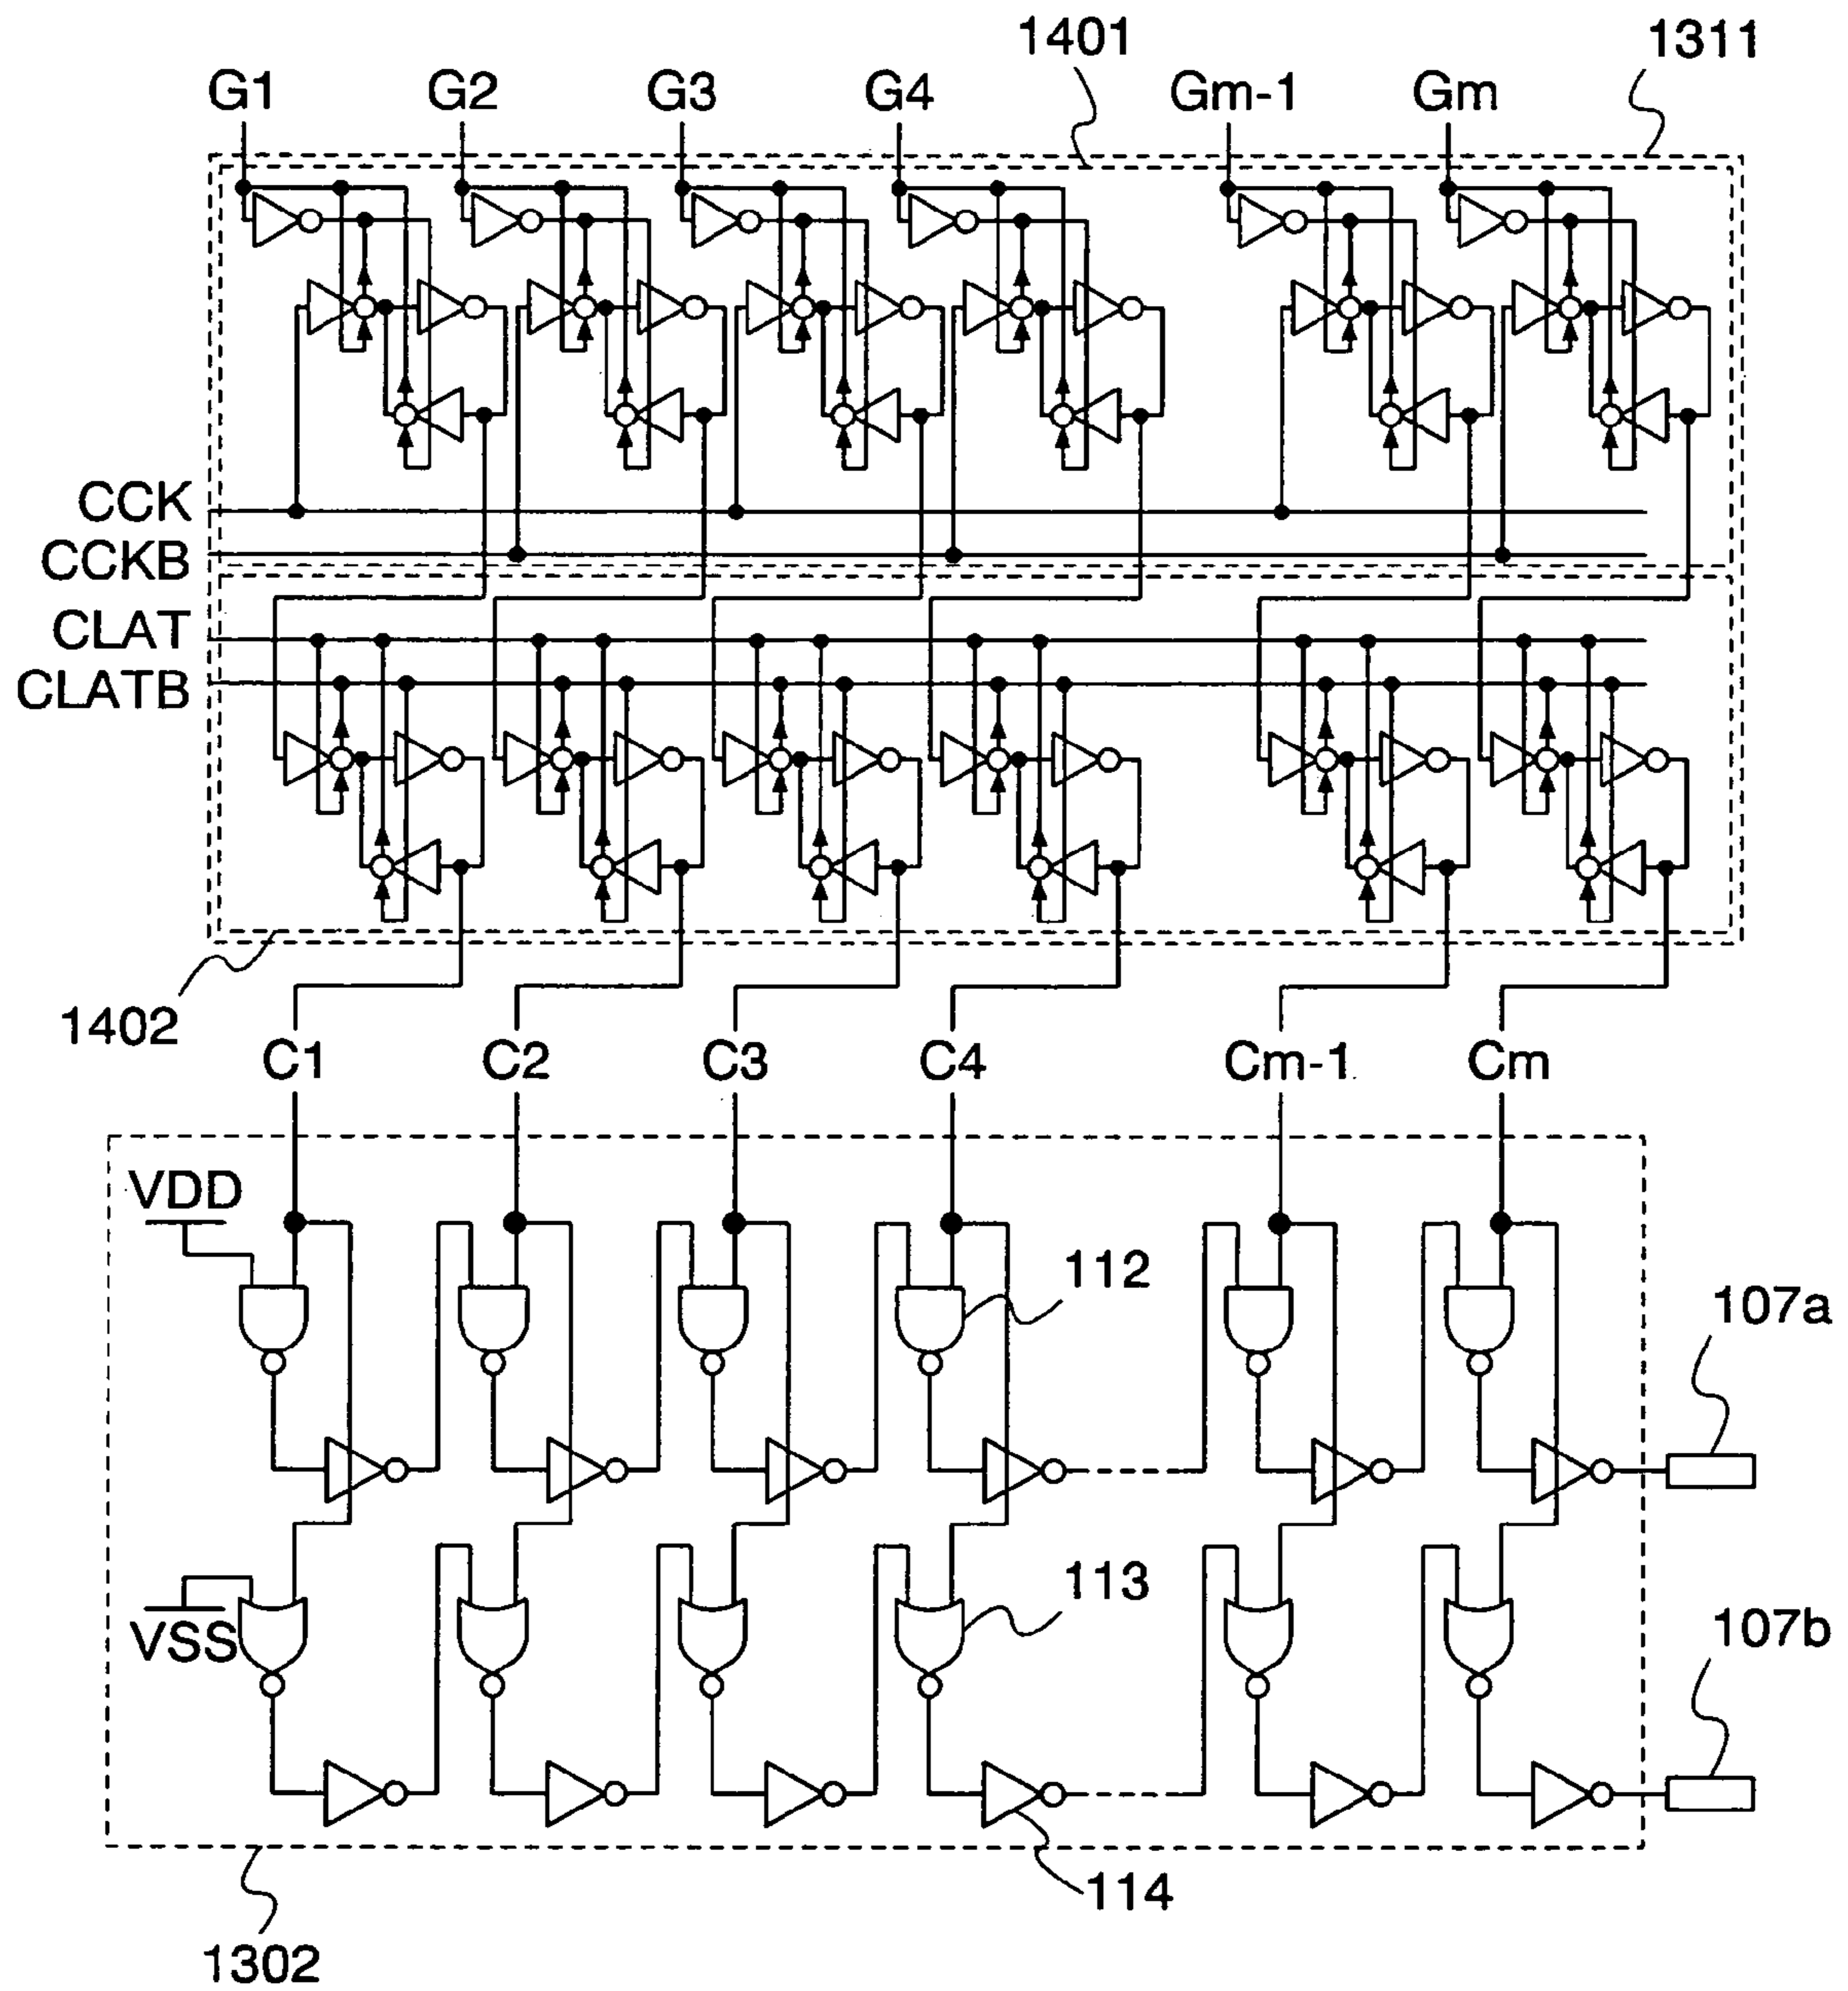 1401
1311
G1 G2 G3 G4 Gm-1 Gm
CCK
CCKB
CLAT
CLATB
1402
C1 C2 C3 C4 Cm-1 Cm
VDD
112
107a
113
VSS
107b
114
1302